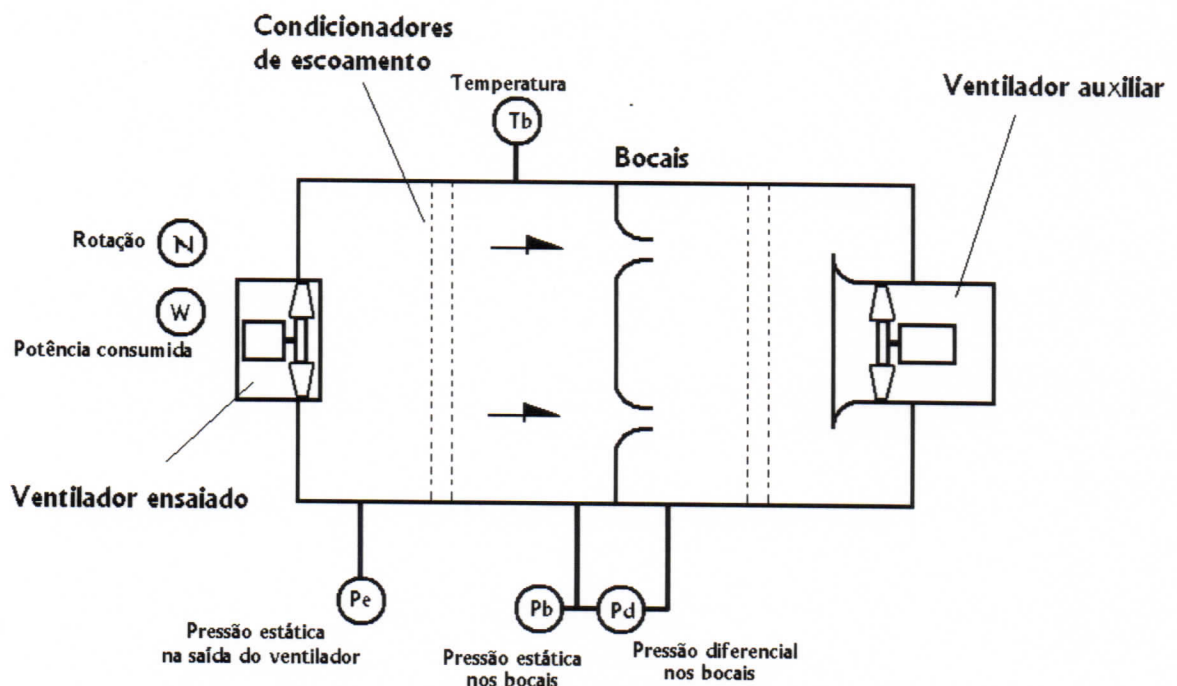 Condicionadores
de escoamento
Temperatura
Tb
Ventilador auxiliar
Bocais
Rotação
N
W
Potência consumida
Ventilador ensaiado
Pe
Pb
Pd
Pressão estática
na saída do ventilador
Pressão estática
nos bocais
Pressão diferencial
nos bocais